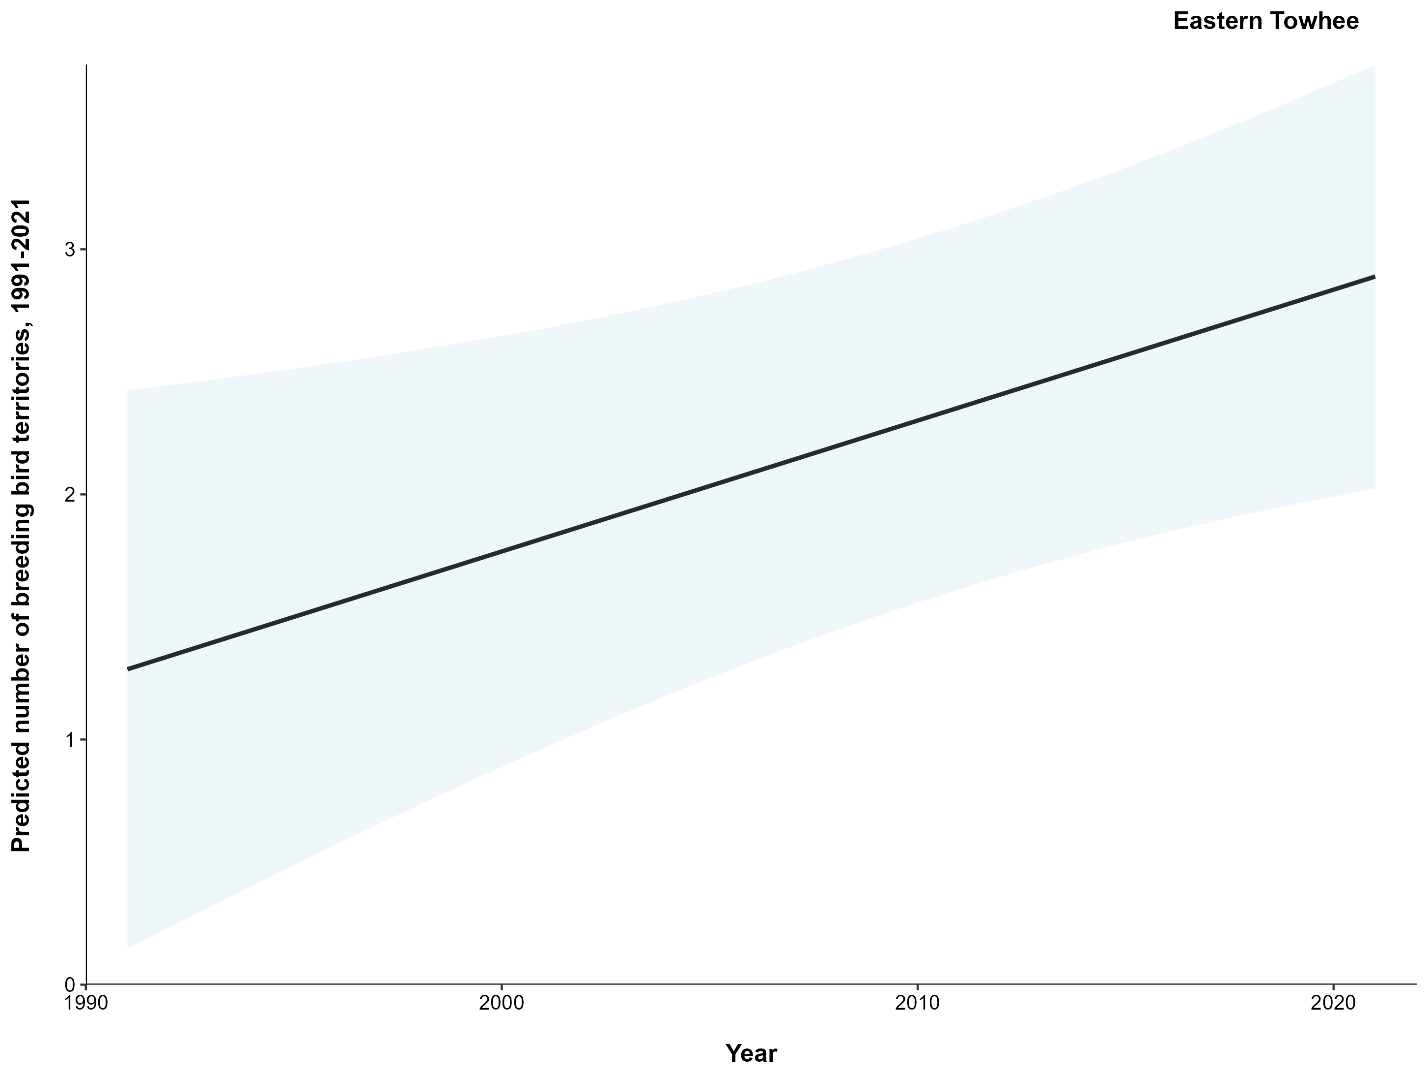 Eastern Towhee
Predicted number of breeding bird territories, 1991-2021
3
2
1
0
1990
2000
2010
2020
Year